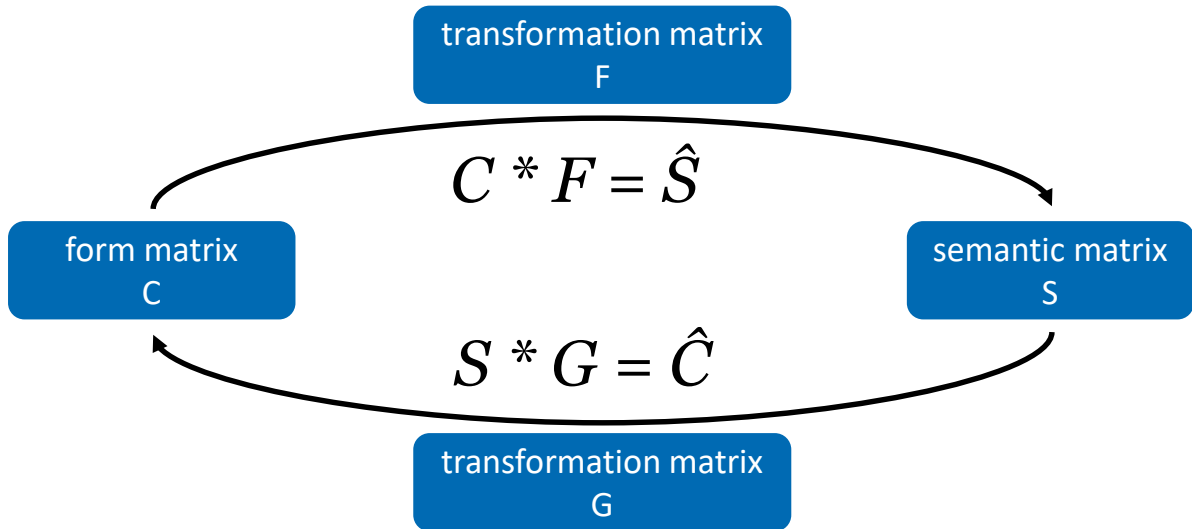 transformation matrix
F
C * F = Ŝ
form matrix
C
semantic matrix
S
S * G = Ĉ
transformation matrix
G